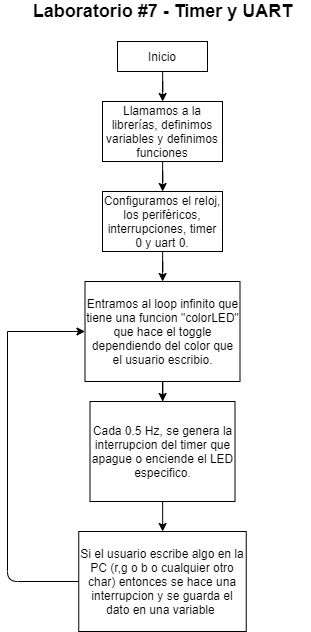 Laboratorio #7 - Timer y UART
Inicio
Llamamos a la
librerías, definimos
variables y definimos
funciones
Configuramos el reloj,
los periféricos,
interrupciones, timer
0 y uart 0.
Entramos al loop infinito que
tiene una funcion "colorLED"
que hace el toggle
dependiendo del color que
el usuario escribio.
Cada 0.5 Hz, se genera la
interrupcion del timer que
apague o enciende el LED
especifico.
Si el usuario escribe algo en la
PC (r,g o b o cualquier otro
char) entonces se hace una
interrupcion y se guarda el
dato en una variable